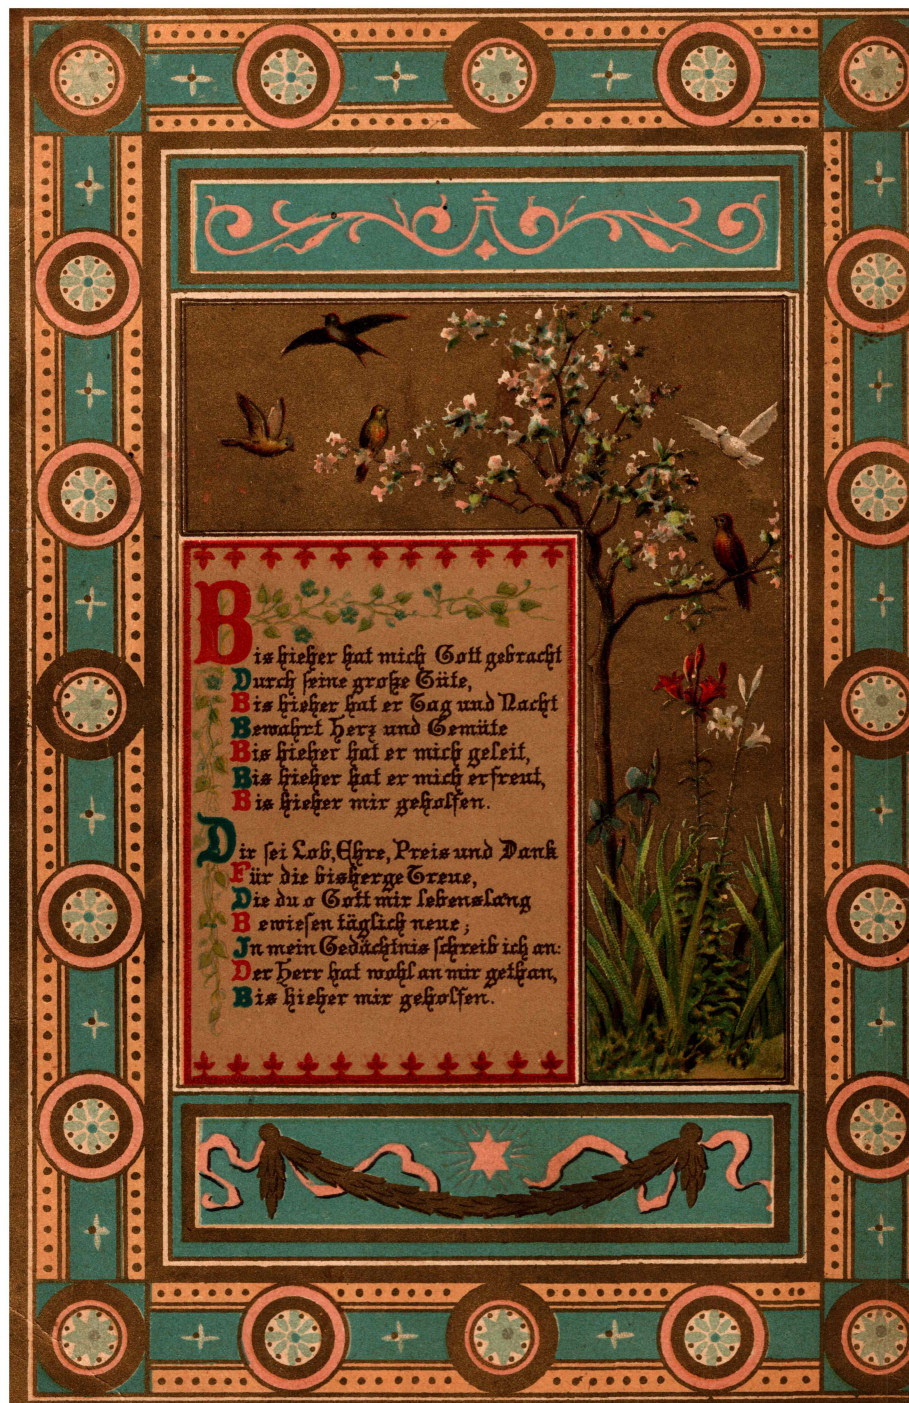 Bis hieher hat mich Gott gebracht
Durch seine große Güte,
Bis hieher hat er Tag und Nacht
Bewahrt Herz und Gemüte
Bis hieher hat er mich geleit,
Bis hieher hat er mich erfreut,
Bis hieher mir geholfen.
Dir sei Lob, Ehre, Preis und Dank
Für die bisherge Treue,
Die du o Gott mir lebenslang
Bewiesen täglich neue;
In mein Gedächtnis schreib ich an:
Der Herr hat wohl an mir gethan,
Bis hieher mir geholfen.